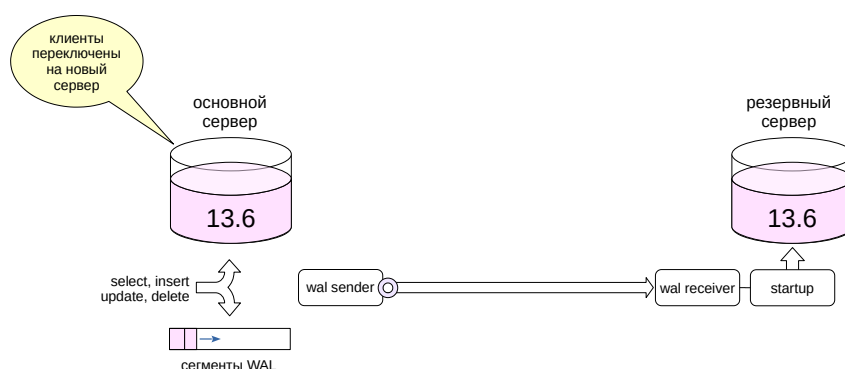 клиенты
переключены
на новый
сервер
основной
сервер
резервный
сервер
13.6
13.6
select, insert
update, delete
wal sender
wal receiver
startup
сегменты WAL